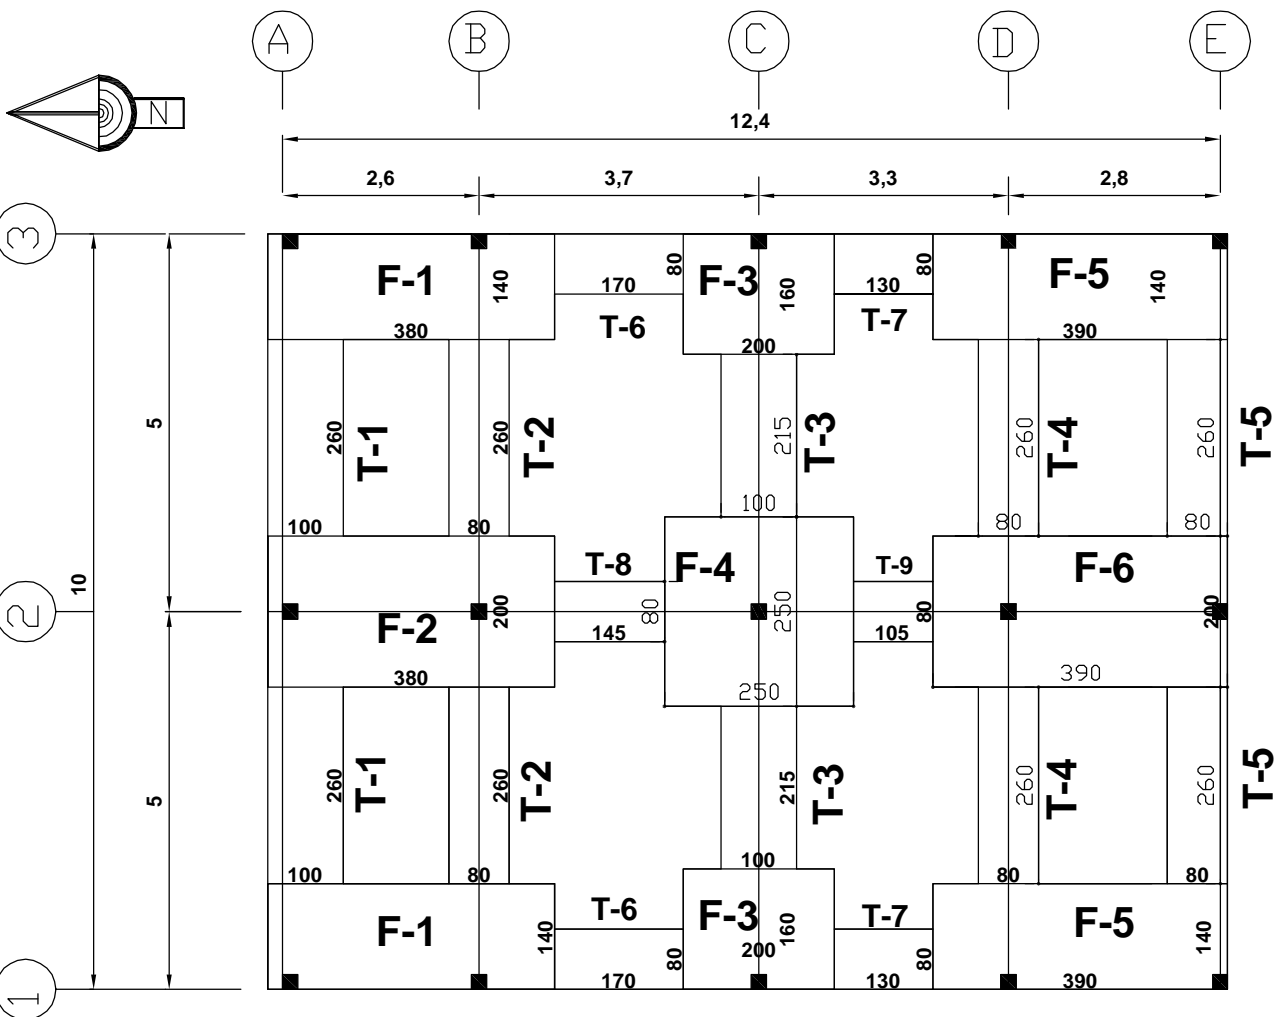 A B C D E
N
12,4
2,6 3,7 3,3 2,8
3
F-1 140 170 80 F-3 160 130 80 F-5 140
380 T-6 200 T-7 390
5 260 T-1 260 T-2 215 T-3 260 T-4 260 T-5
100 80 100 80 80
10
T-8 F-4 T-9 F-6
2
F-2 200 80 250 80 200
145 105
380 250 390
5 260 T-1 260 T-2 215 T-3 260 T-4 260 T-5
100 80 100 80 80
F-1 140 T-6 80 F-3 160 T-7 80 F-5 140
200
1
170 130 390